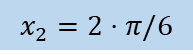 x₂ = 2 · π/6